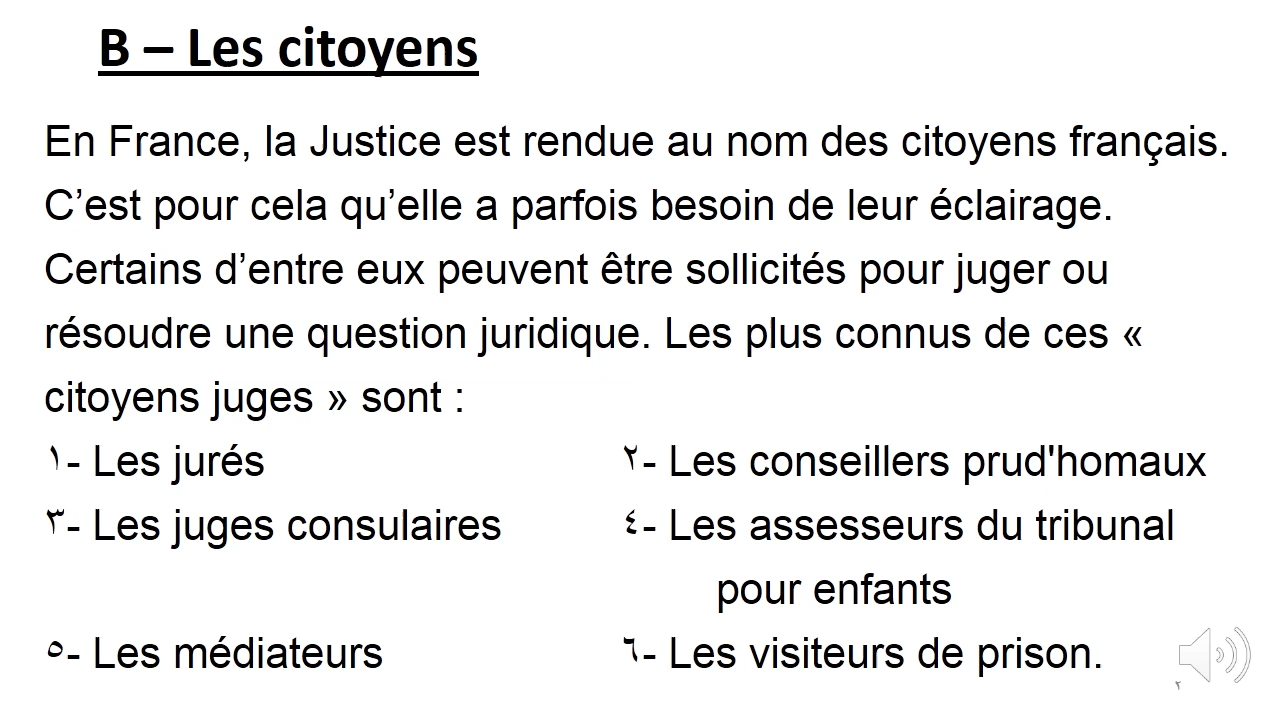 B – Les citoyens
En France, la Justice est rendue au nom des citoyens français.
C’est pour cela qu’elle a parfois besoin de leur éclairage.
Certains d’entre eux peuvent être sollicités pour juger ou
résoudre une question juridique. Les plus connus de ces «
citoyens juges » sont :
١- Les jurés ٢- Les conseillers prud'homaux
٣- Les juges consulaires ٤- Les assesseurs du tribunal
pour enfants
٥- Les médiateurs ٦- Les visiteurs de prison.
٢